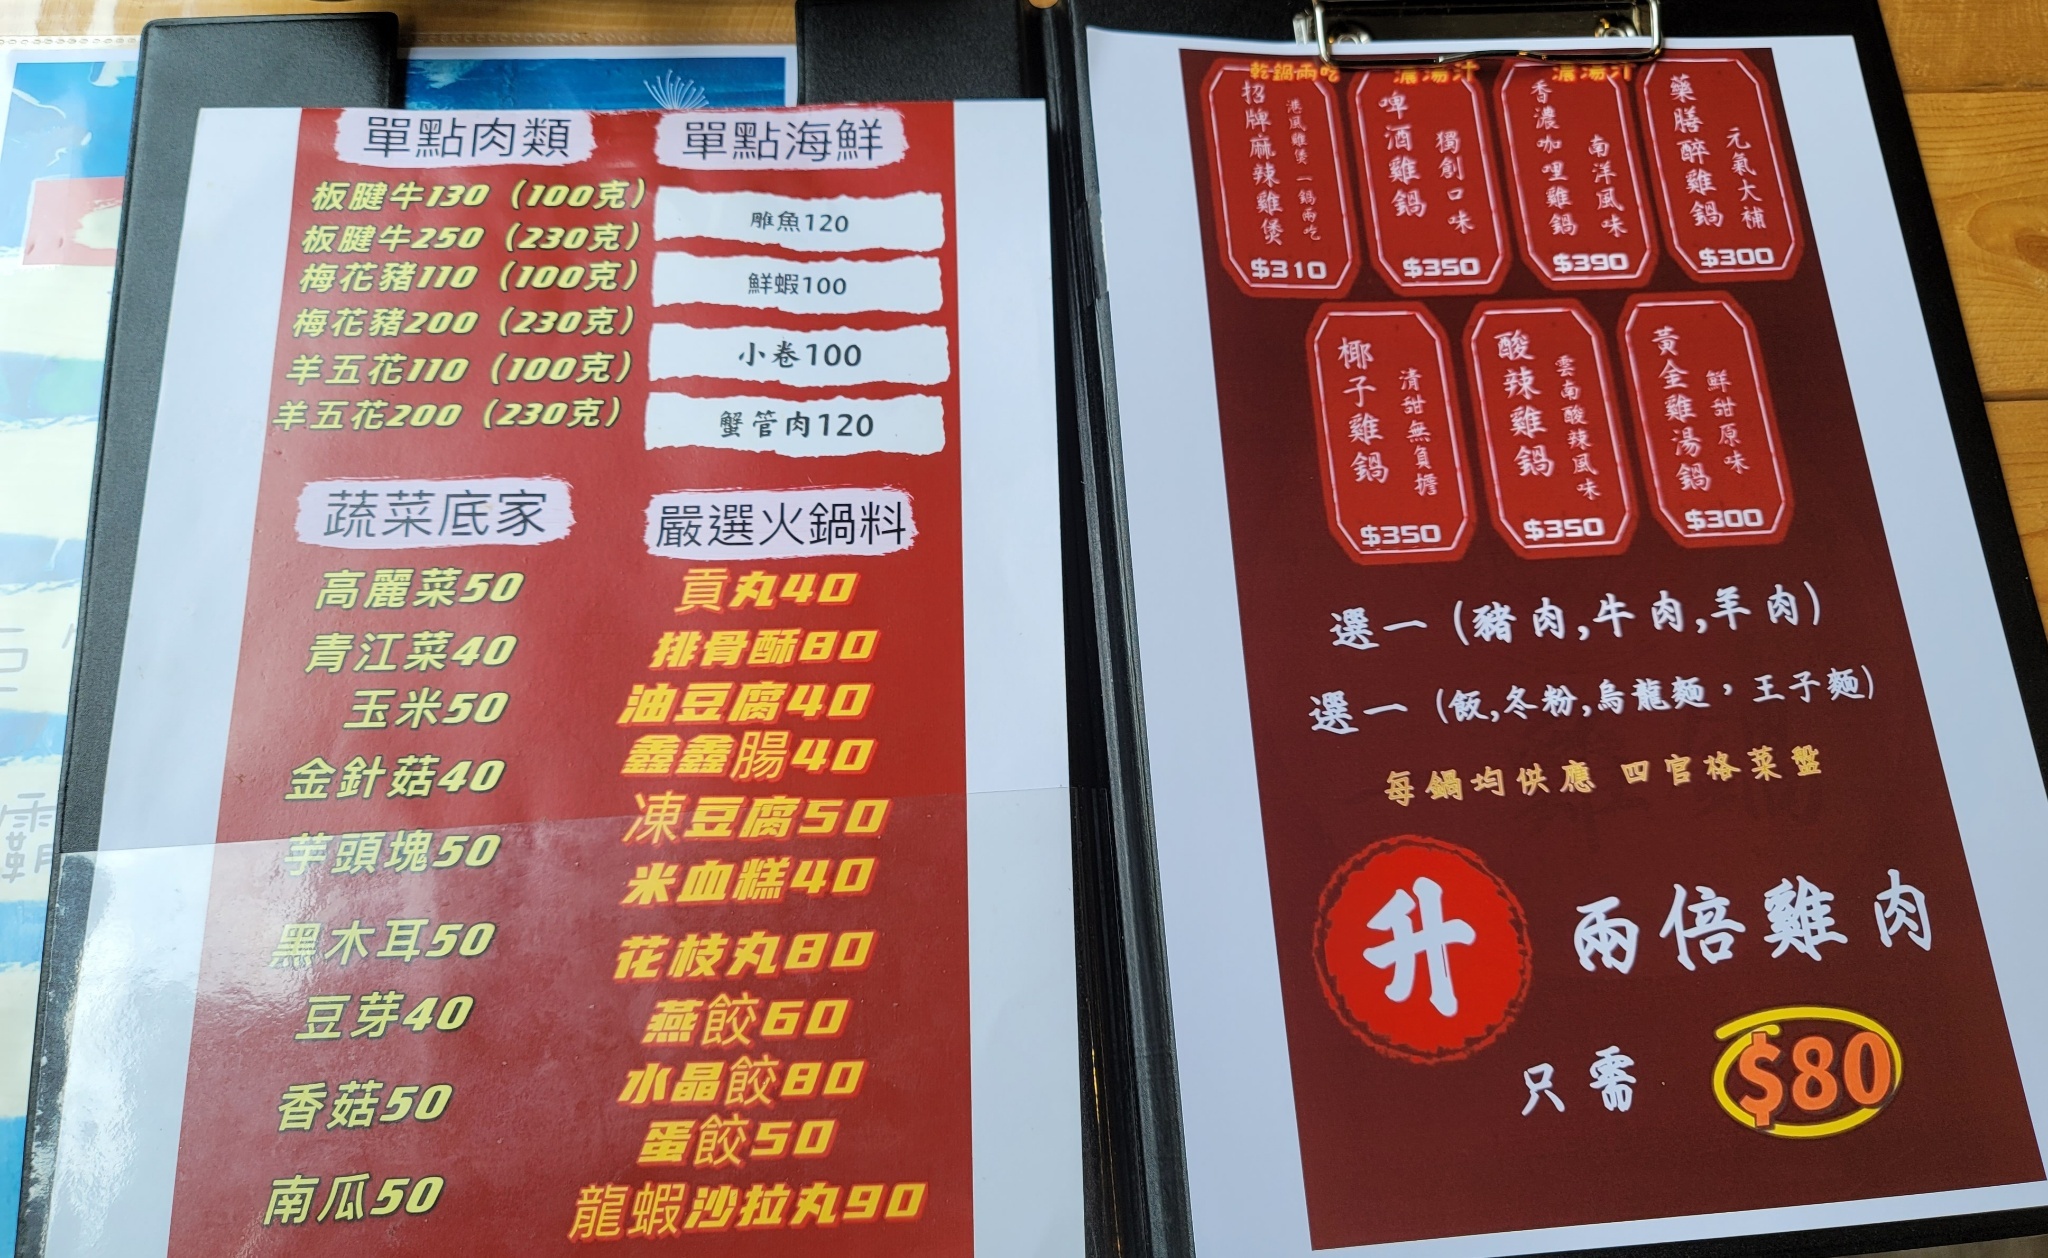 單點肉類
板腱牛130（100克）
板腱牛250（230克）
梅花豬110（100克）
梅花豬200（230克）
羊五花110（100克）
羊五花200（230克）
單點海鮮
雕魚120
鮮蝦100
小卷100
蟹管肉120
蔬菜底家
高麗菜50
青江菜40
玉米50
金針菇40
芋頭塊50
黑木耳50
豆芽40
香菇50
南瓜50
嚴選火鍋料
貢丸40
排骨酥80
油豆腐40
鑫鑫腸40
凍豆腐50
米血糕40
花枝丸80
燕餃60
水晶餃80
蛋餃50
龍蝦沙拉丸90
乾鍋兩吃
招牌麻辣雞煲
港風雞煲一鍋兩吃
$310
濃湯汁
啤酒雞鍋
獨創口味
$350
濃湯汁
香濃咖哩雞鍋
南洋風味
$390
藥膳醉雞鍋
元氣大補
$300
椰子雞鍋
清甜無負擔
$350
酸辣雞鍋
雲南酸辣風味
$350
黃金雞湯鍋
鮮甜原味
$300
選一（豬肉,牛肉,羊肉）
選一（飯,冬粉,烏龍麵，王子麵）
每鍋均供應 四宮格菜盤
升 兩倍雞肉
只需 $80